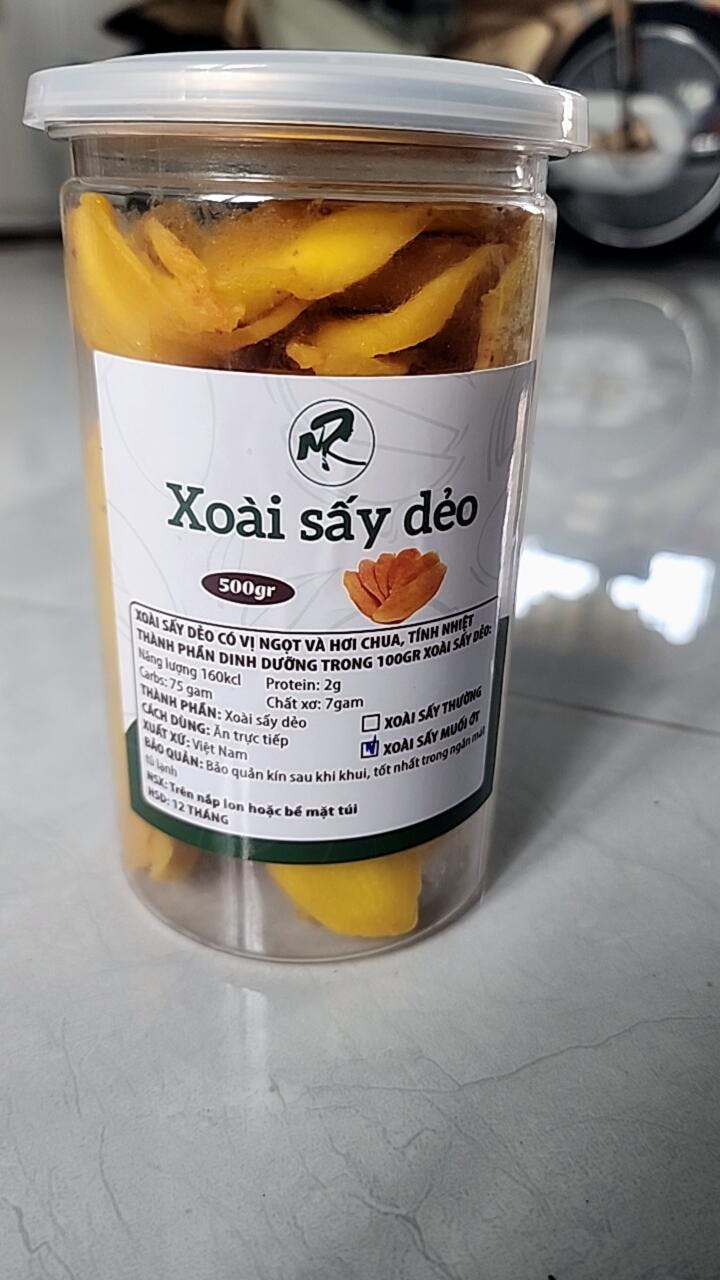 NR
Xoài sấy dẻo
500gr
XOÀI SẤY DẺO CÓ VỊ NGỌT VÀ HƠI CHUA, TÍNH NHIỆT
THÀNH PHẦN DINH DƯỠNG TRONG 100GR XOÀI SẤY DẺO:
Năng lượng 160kcl Protein: 2g
Carbs: 75 gam Chất xơ: 7gam
THÀNH PHẦN: Xoài sấy dẻo
CÁCH DÙNG: Ăn trực tiếp
XUẤT XỨ: Việt Nam
XOÀI SẤY THƯỜNG
XOÀI SẤY MUỐI ỚT
BẢO QUẢN: Bảo quản kín sau khi khui, tốt nhất trong ngăn mát
tủ lạnh
NSX: Trên nắp lon hoặc bề mặt túi
HSD: 12 THÁNG